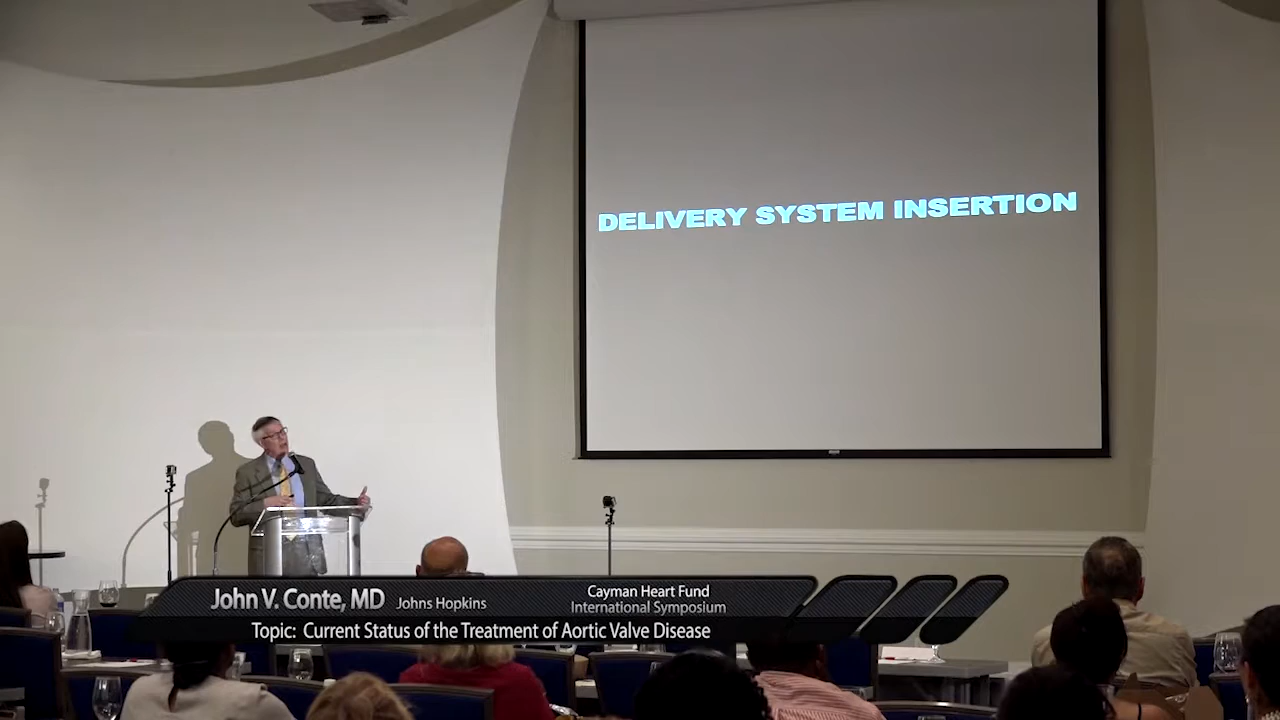 DELIVERY SYSTEM INSERTION
John V. Conte, MD Johns Hopkins
Cayman Heart Fund
International Symposium
Topic: Current Status of the Treatment of Aortic Valve Disease